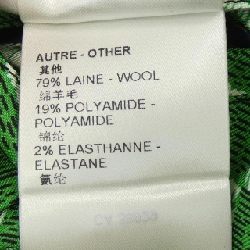 AUTRE - OTHER
其他
79% LAINE - WOOL
绵羊毛
19% POLYAMIDE -
POLYAMIDE
锦纶
2% ELASTHANNE -
ELASTANE
氨纶